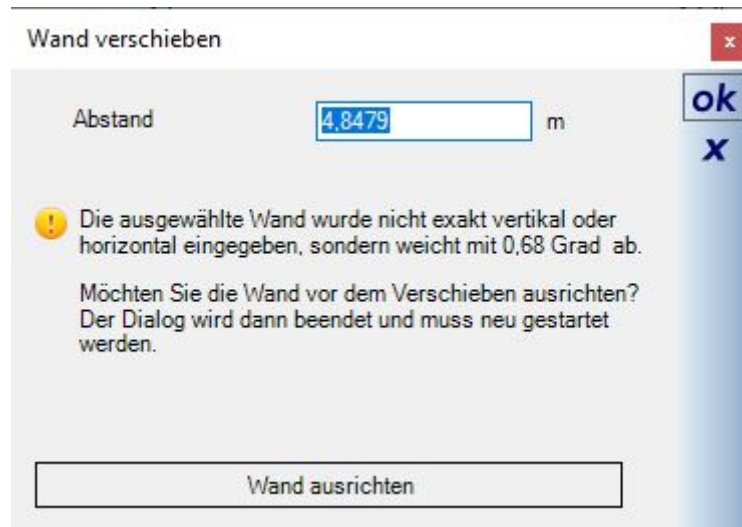 Wand verschieben
x
ok
Abstand 4,8479 m
x
Die ausgewählte Wand wurde nicht exakt vertikal oder
horizontal eingegeben, sondern weicht mit 0,68 Grad ab.
Möchten Sie die Wand vor dem Verschieben ausrichten?
Der Dialog wird dann beendet und muss neu gestartet
werden.
Wand ausrichten